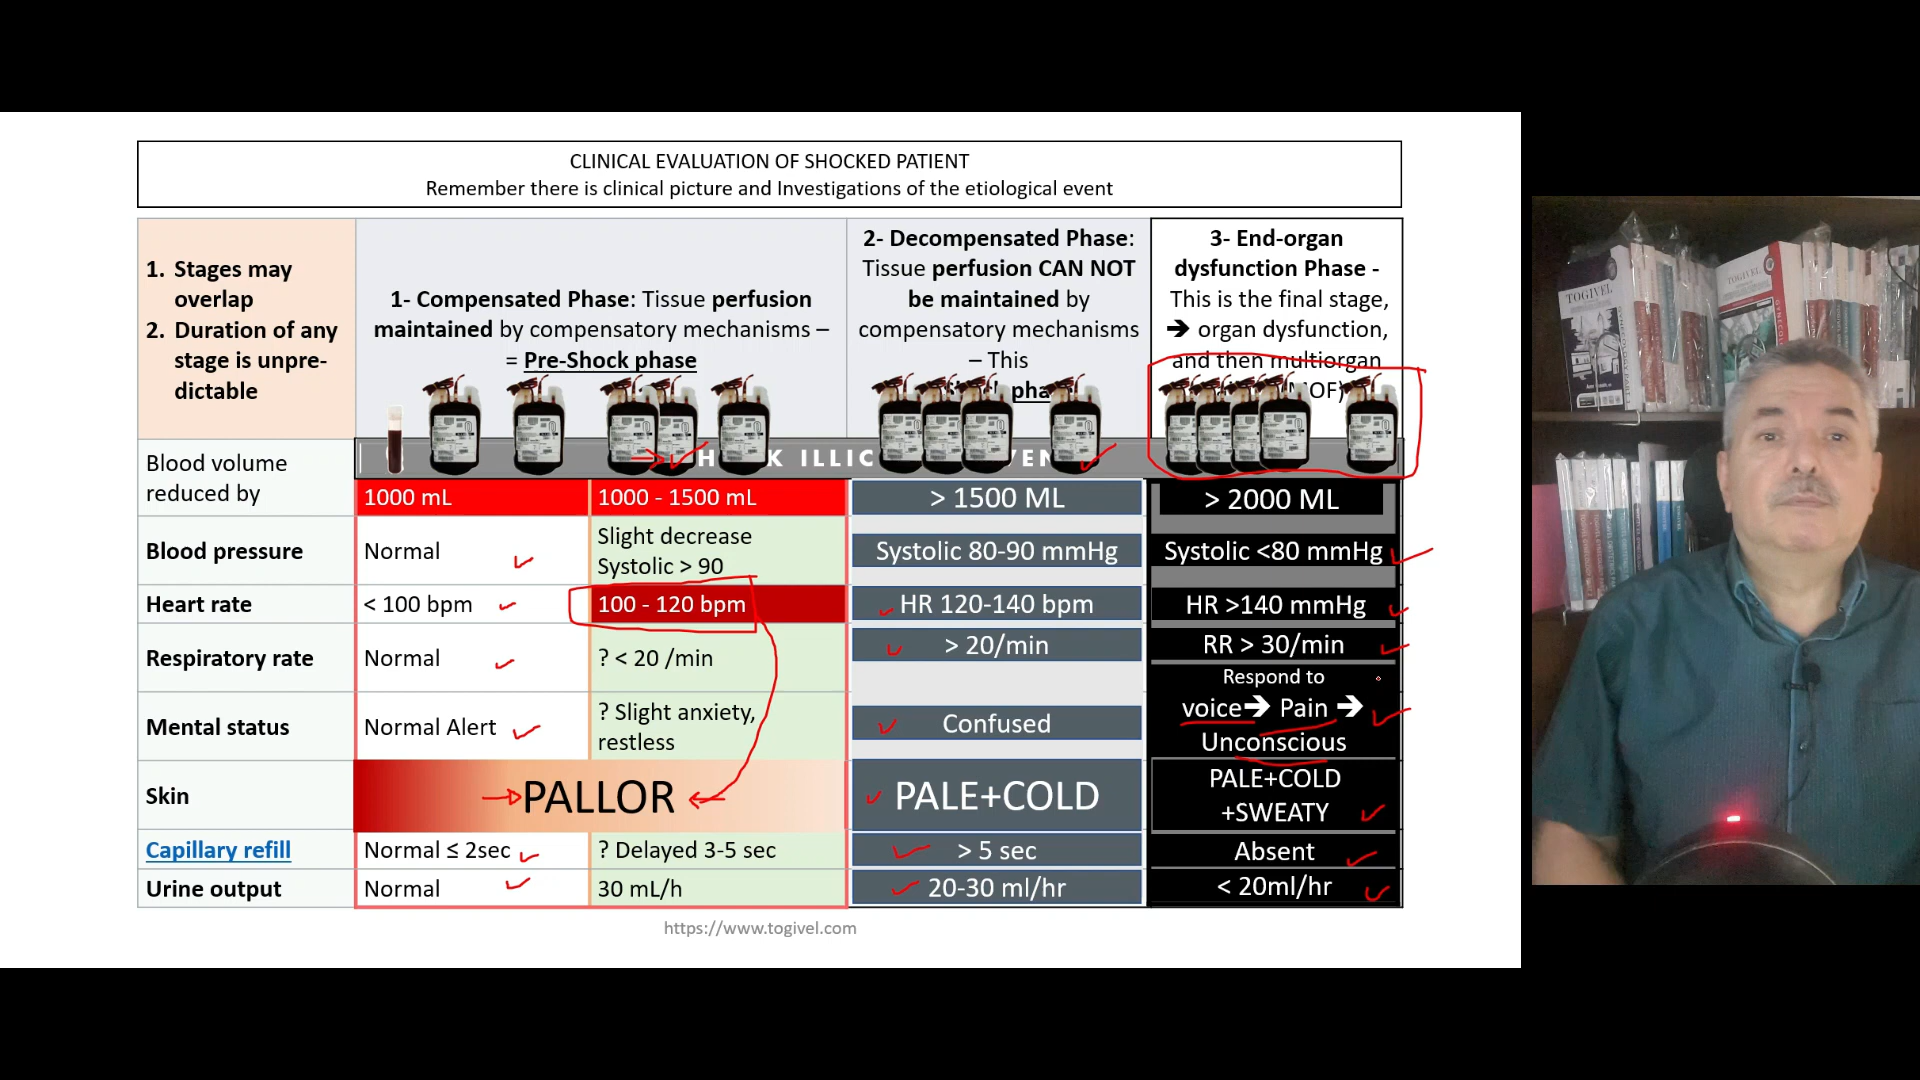 CLINICAL EVALUATION OF SHOCKED PATIENT
Remember there is clinical picture and Investigations of the etiological event
1. Stages may
overlap
2. Duration of any
stage is unpre-
dictable
1- Compensated Phase: Tissue perfusion
maintained by compensatory mechanisms –
= Pre-Shock phase
2- Decompensated Phase:
Tissue perfusion CAN NOT
be maintained by
compensatory mechanisms
– This
3- End-organ
dysfunction Phase -
This is the final stage,
➔ organ dysfunction,
and then multiorgan
Blood volume
reduced by
1000 mL
1000 - 1500 mL
> 1500 ML
> 2000 ML
Blood pressure
Normal
Slight decrease
Systolic > 90
Systolic 80-90 mmHg
Systolic <80 mmHg
Heart rate
< 100 bpm
100 - 120 bpm
HR 120-140 bpm
HR >140 mmHg
Respiratory rate
Normal
? < 20 /min
> 20/min
RR > 30/min
Mental status
Normal Alert
? Slight anxiety,
restless
Confused
Respond to
voice➔ Pain ➔
Unconscious
Skin
PALLOR
PALE+COLD
PALE+COLD
+SWEATY
Capillary refill
Normal ≤ 2sec
? Delayed 3-5 sec
> 5 sec
Absent
Urine output
Normal
30 mL/h
20-30 ml/hr
< 20ml/hr
https://www.togivel.com
TOGIVEL
TOGIVEL